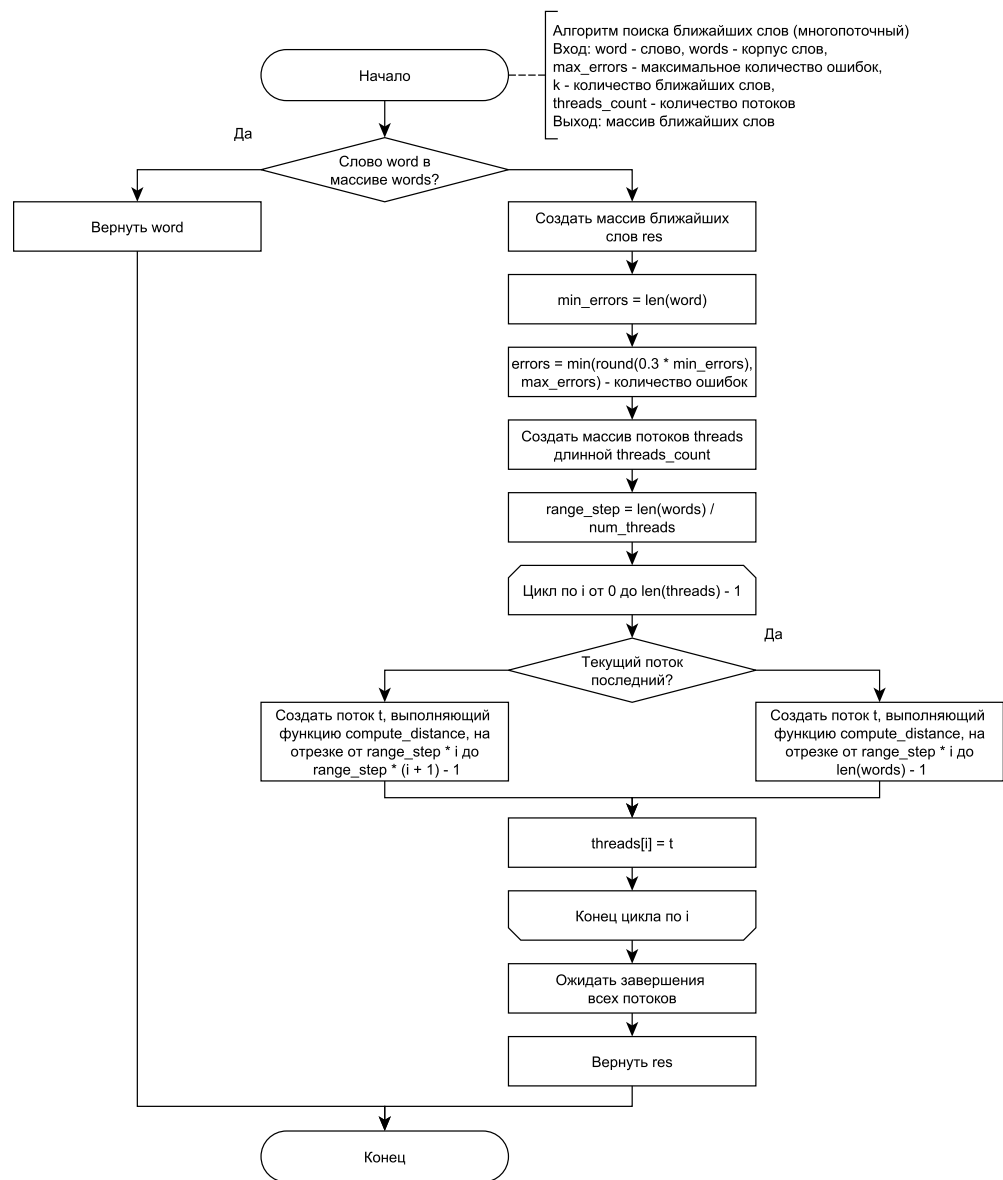 Начало
Алгоритм поиска ближайших слов (многопоточный)
Вход: word - слово, words - корпус слов,
max_errors - максимальное количество ошибок,
k - количество ближайших слов,
threads_count - количество потоков
Выход: массив ближайших слов
Да
Слово word в
массиве words?
Вернуть word
Создать массив ближайших
слов res
min_errors = len(word)
errors = min(round(0.3 * min_errors),
max_errors) - количество ошибок
Создать массив потоков threads
длинной threads_count
range_step = len(words) /
num_threads
Цикл по i от 0 до len(threads) - 1
Да
Текущий поток
последний?
Создать поток t, выполняющий
функцию compute_distance, на
отрезке от range_step * i до
range_step * (i + 1) - 1
Создать поток t, выполняющий
функцию compute_distance, на
отрезке от range_step * i до
len(words) - 1
threads[i] = t
Конец цикла по i
Ожидать завершения
всех потоков
Вернуть res
Конец